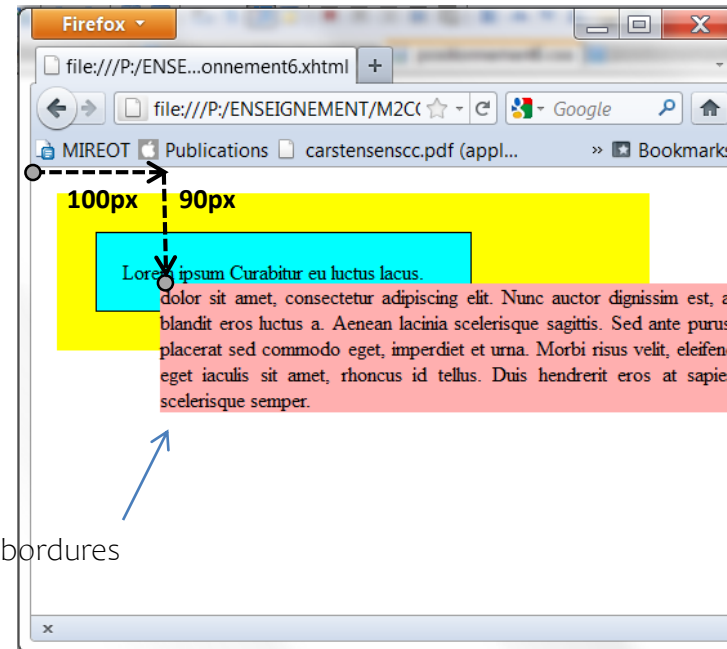 Firefox
file:///P:/ENSE...onnement6.xhtml +
file:///P:/ENSEIGNEMENT/M2C Google
MIREOT Publications carstensenscc.pdf (appl... » Bookmarks
100px 90px
Lorem ipsum Curabitur eu luctus lacus.
dolor sit amet, consectetur adipiscing elit. Nunc auctor dignissim est, a
blandit eros luctus a. Aenean lacinia scelerisque sagittis. Sed ante purus
placerat sed commodo eget, imperdiet et urna. Morbi risus velit, eleifend
eget iaculis sit amet, rhoncus id tellus. Duis hendrerit eros at sapie
scelerisque semper.
bordures
x